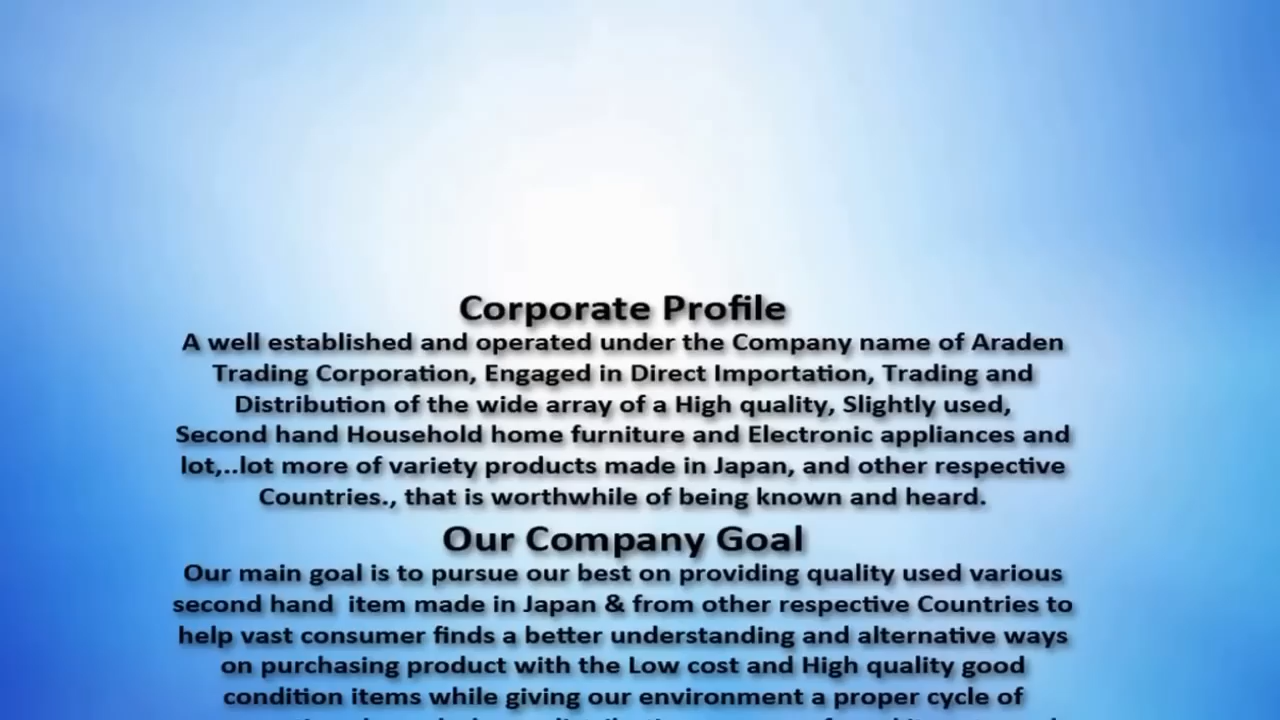 Corporate Profile
A well established and operated under the Company name of Araden
Trading Corporation, Engaged in Direct Importation, Trading and
Distribution of the wide array of a High quality, Slightly used,
Second hand Household home furniture and Electronic appliances and
lot,..lot more of variety products made in Japan, and other respective
Countries., that is worthwhile of being known and heard.
Our Company Goal
Our main goal is to pursue our best on providing quality used various
second hand  item made in Japan & from other respective Countries to
help vast consumer finds a better understanding and alternative ways
on purchasing product with the Low cost and High quality good
condition items while giving our environment a proper cycle of